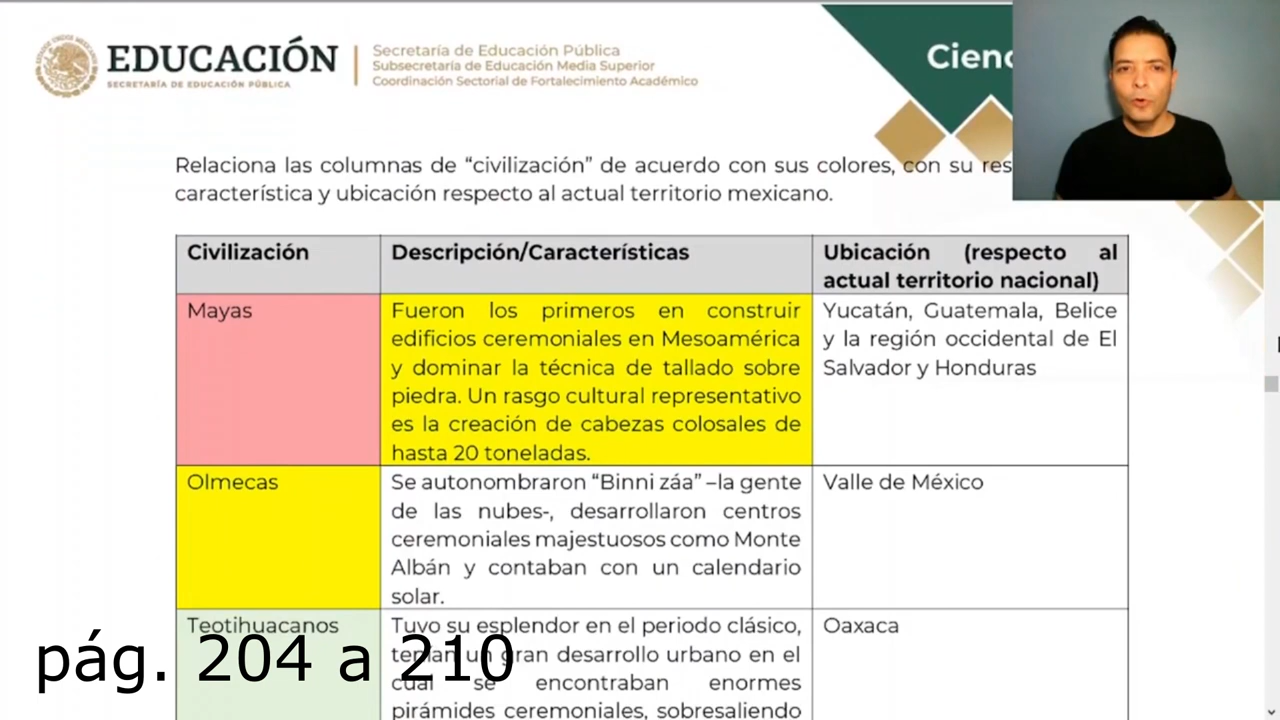 EDUCACIÓN
SECRETARÍA DE EDUCACIÓN PÚBLICA
Secretaría de Educación Pública
Subsecretaría de Educación Media Superior
Coordinación Sectorial de Fortalecimiento Académico
Relaciona las columnas de “civilización” de acuerdo con sus colores, con su
característica y ubicación respecto al actual territorio mexicano.
Civilización
Descripción/Características
Ubicación (respecto al
actual territorio nacional)
Mayas
Fueron los primeros en construir
edificios ceremoniales en Mesoamérica
y dominar la técnica de tallado sobre
piedra. Un rasgo cultural representativo
es la creación de cabezas colosales de
hasta 20 toneladas.
Yucatán, Guatemala, Belice
y la región occidental de El
Salvador y Honduras
Olmecas
Se autonombraron “Binni záa” –la gente
de las nubes-, desarrollaron centros
ceremoniales majestuosos como Monte
Albán y contaban con un calendario
solar.
Valle de México
Teotihuacanos
Tuvo su esplendor en el periodo clásico,
tenían un gran desarrollo urbano en el
cual se encontraban enormes
pirámides ceremoniales, sobresaliendo
Oaxaca
pág. 204 a 210